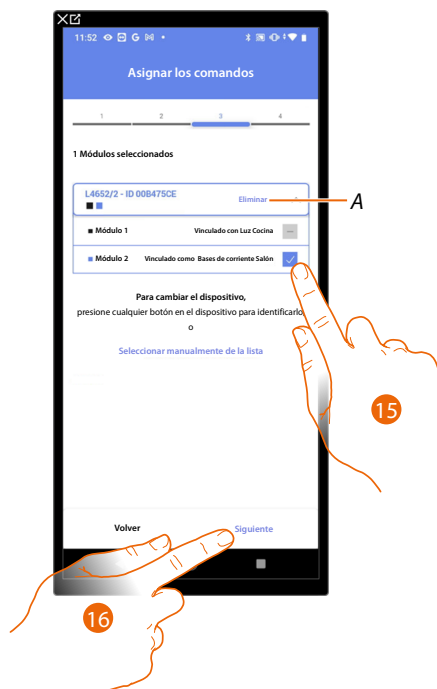 11:52
Asignar los comandos
1 2 3 4
1 Módulos seleccionados
L4652/2 - ID 00B475CE
Eliminar
A
Módulo 1 Vinculado con Luz Cocina
Módulo 2 Vinculado como Bases de corriente Salón
Para cambiar el dispositivo,
presione cualquier botón en el dispositivo para identificarlo
o
Seleccionar manualmente de la lista
15
Volver Siguiente
16